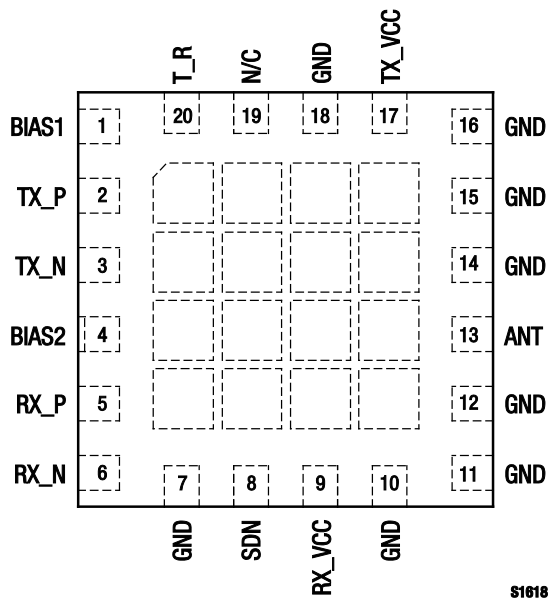 T_R
N/C
GND
TX_VCC
20
19
18
17
BIAS1 1
16 GND
TX_P 2
15 GND
TX_N 3
14 GND
BIAS2 4
13 ANT
RX_P 5
12 GND
RX_N 6
11 GND
7
8
9
10
GND
SDN
RX_VCC
GND
S1618